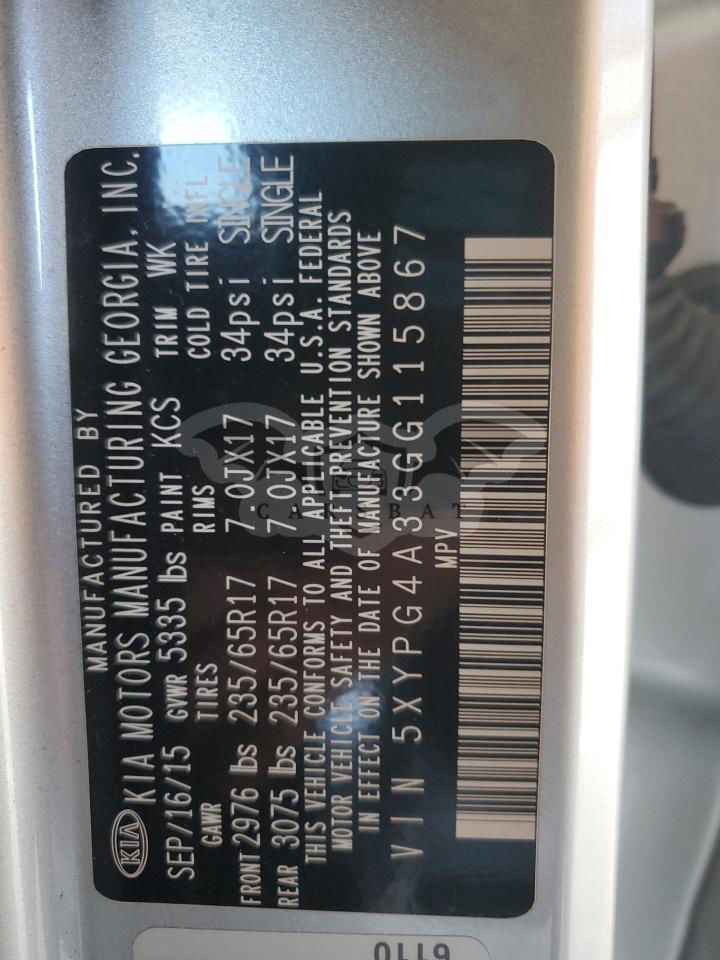 MANUFACTURED BY
KIA KIA MOTORS MANUFACTURING GEORGIA, INC.
SEP/16/15 GVWR 5335 lbs PAINT KCS TRIM WK
GAWR TIRES RIMS COLD TIRE INFL
FRONT 2976 lbs 235/65R17 7.0JX17 34psi SINGLE
REAR 3075 lbs 235/65R17 7.0JX17 34psi SINGLE
THIS VEHICLE CONFORMS TO ALL APPLICABLE U.S.A. FEDERAL
MOTOR VEHICLE SAFETY AND THEFT PREVENTION STANDARDS
IN EFFECT ON THE DATE OF MANUFACTURE SHOWN ABOVE
VIN 5XYPG4A33GG115867
MPV
6110